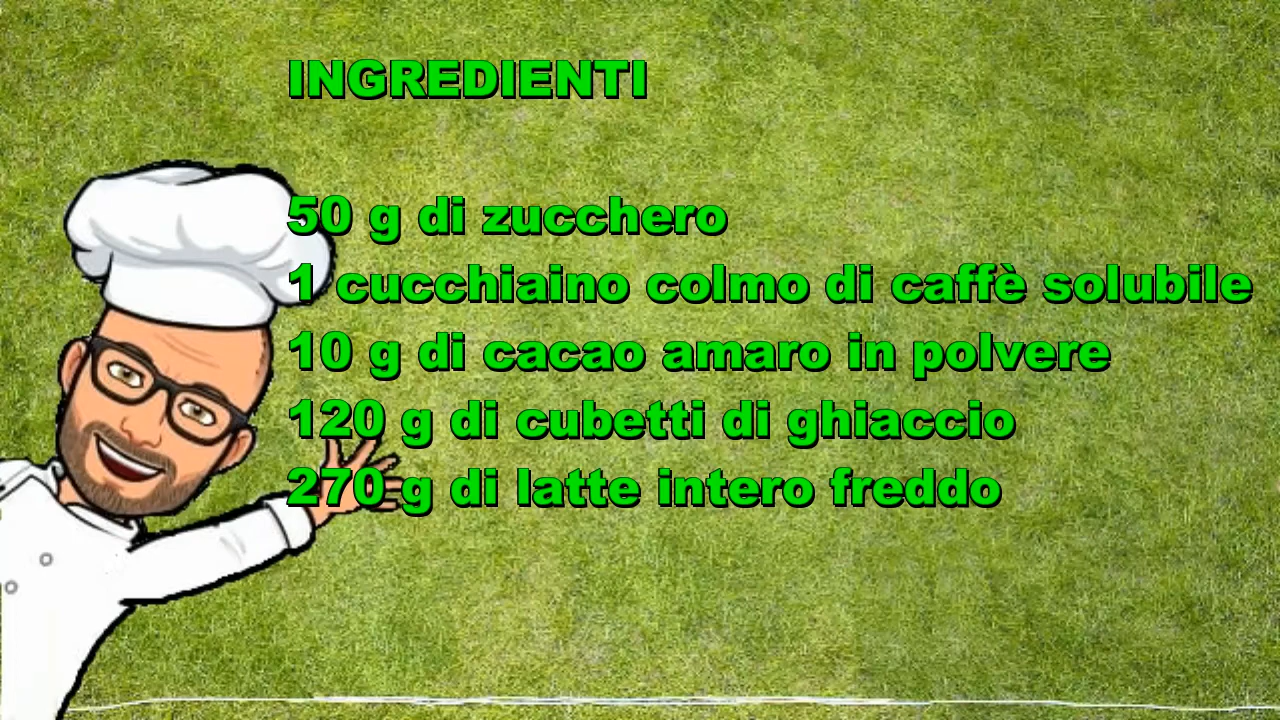 INGREDIENTI
50 g di zucchero
1 cucchiaino colmo di caffè solubile
10 g di cacao amaro in polvere
120 g di cubetti di ghiaccio
270 g di latte intero freddo